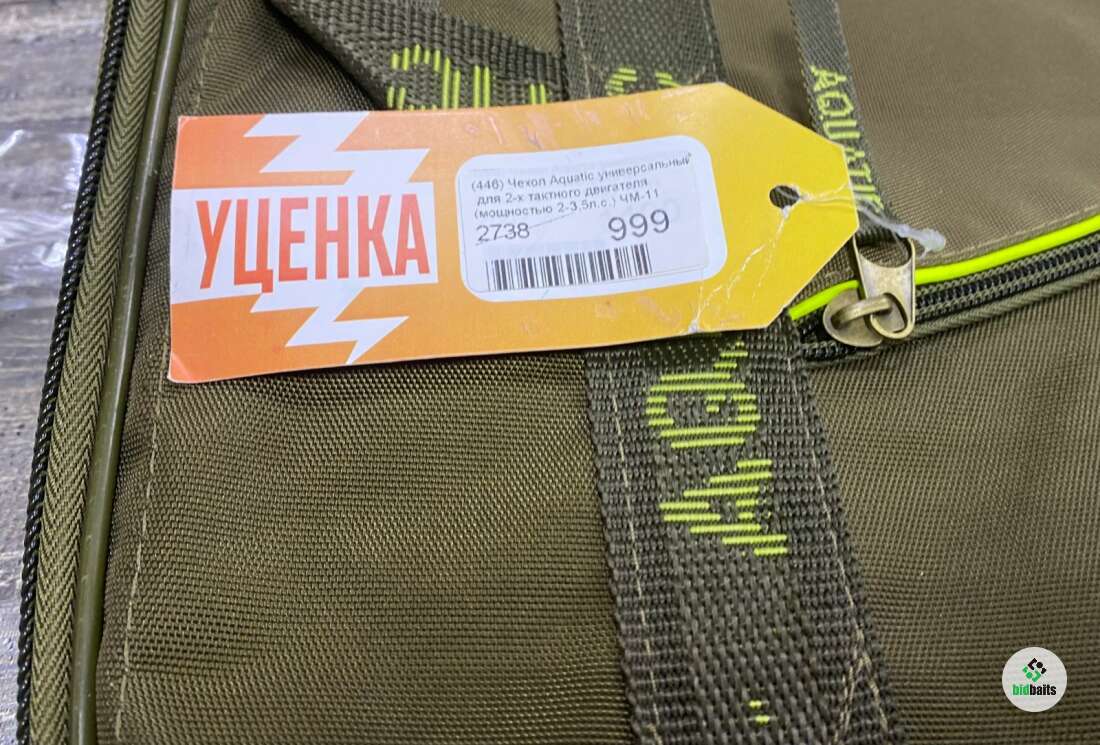 AQUATIC
УЦЕНКА
(446) Чехол Aquatic универсальный
для 2-х тактного двигателя
(мощностью 2-3,5л.с.) ЧМ-11
2738 999
AQ
bidbaits